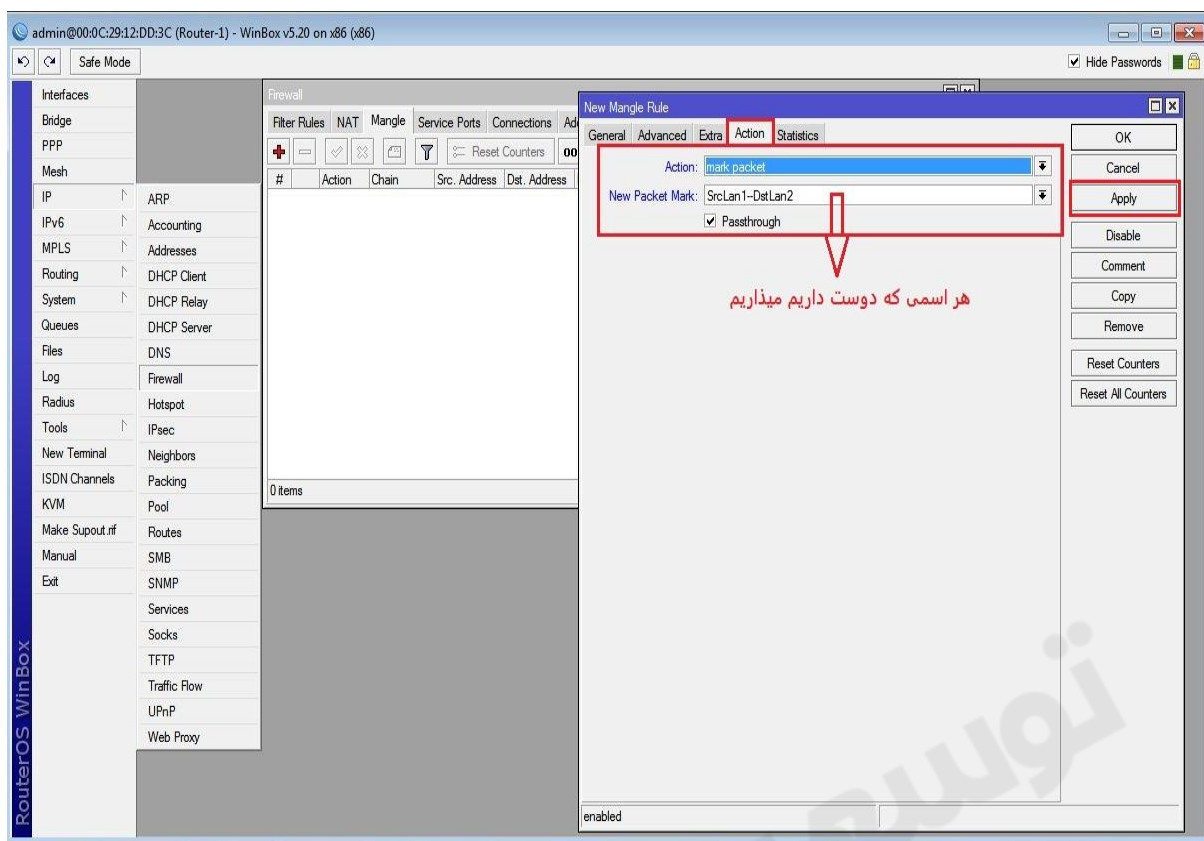 admin@00:0C:29:12:DD:3C (Router-1) - WinBox v5.20 on x86 (x86)
Safe Mode
Hide Passwords
Interfaces
Bridge
PPP
Mesh
IP
IPv6
MPLS
Routing
System
Queues
Files
Log
Radius
Tools
New Terminal
ISDN Channels
KVM
Make Supout.rif
Manual
Exit
RouterOS WinBox
ARP
Accounting
Addresses
DHCP Client
DHCP Relay
DHCP Server
DNS
Firewall
Hotspot
IPsec
Neighbors
Packing
Pool
Routes
SMB
SNMP
Services
Socks
TFTP
Traffic Flow
UPnP
Web Proxy
Firewall
Filter Rules NAT Mangle Service Ports Connections
Reset Counters 00
# Action Chain Src. Address Dst. Address
0 items
New Mangle Rule
General Advanced Extra Action Statistics
Action: mark packet
New Packet Mark: SrcLan1--DstLan2
Passthrough
هر اسمی که دوست داریم میذاریم
OK
Cancel
Apply
Disable
Comment
Copy
Remove
Reset Counters
Reset All Counters
enabled